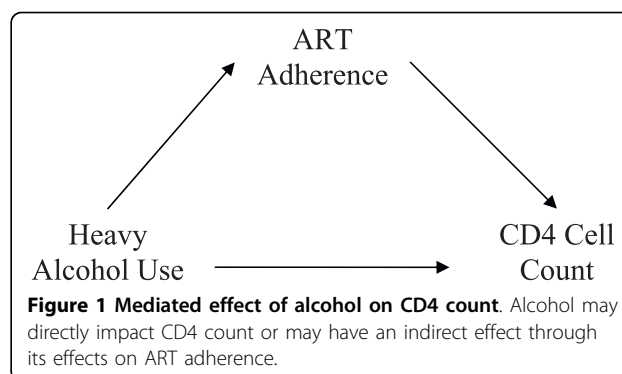 ART
Adherence
Heavy
Alcohol Use
CD4 Cell
Count
Figure 1 Mediated effect of alcohol on CD4 count. Alcohol may
directly impact CD4 count or may have an indirect effect through
its effects on ART adherence.